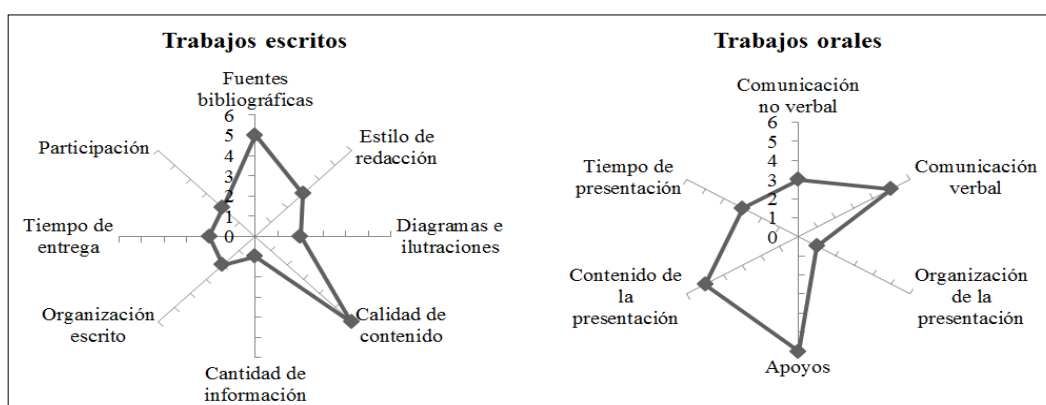 Trabajos escritos
Fuentes
bibliográficas
6
5
4
3
2
1
0
Estilo de
redacción
Diagramas e
ilutraciones
Calidad de
contenido
Cantidad de
información
Organización
escrito
Tiempo de
entrega
Participación
Trabajos orales
Comunicación
no verbal
6
5
4
3
2
1
0
Comunicación
verbal
Organización
de la
presentación
Apoyos
Contenido de
la
presentación
Tiempo de
presentación